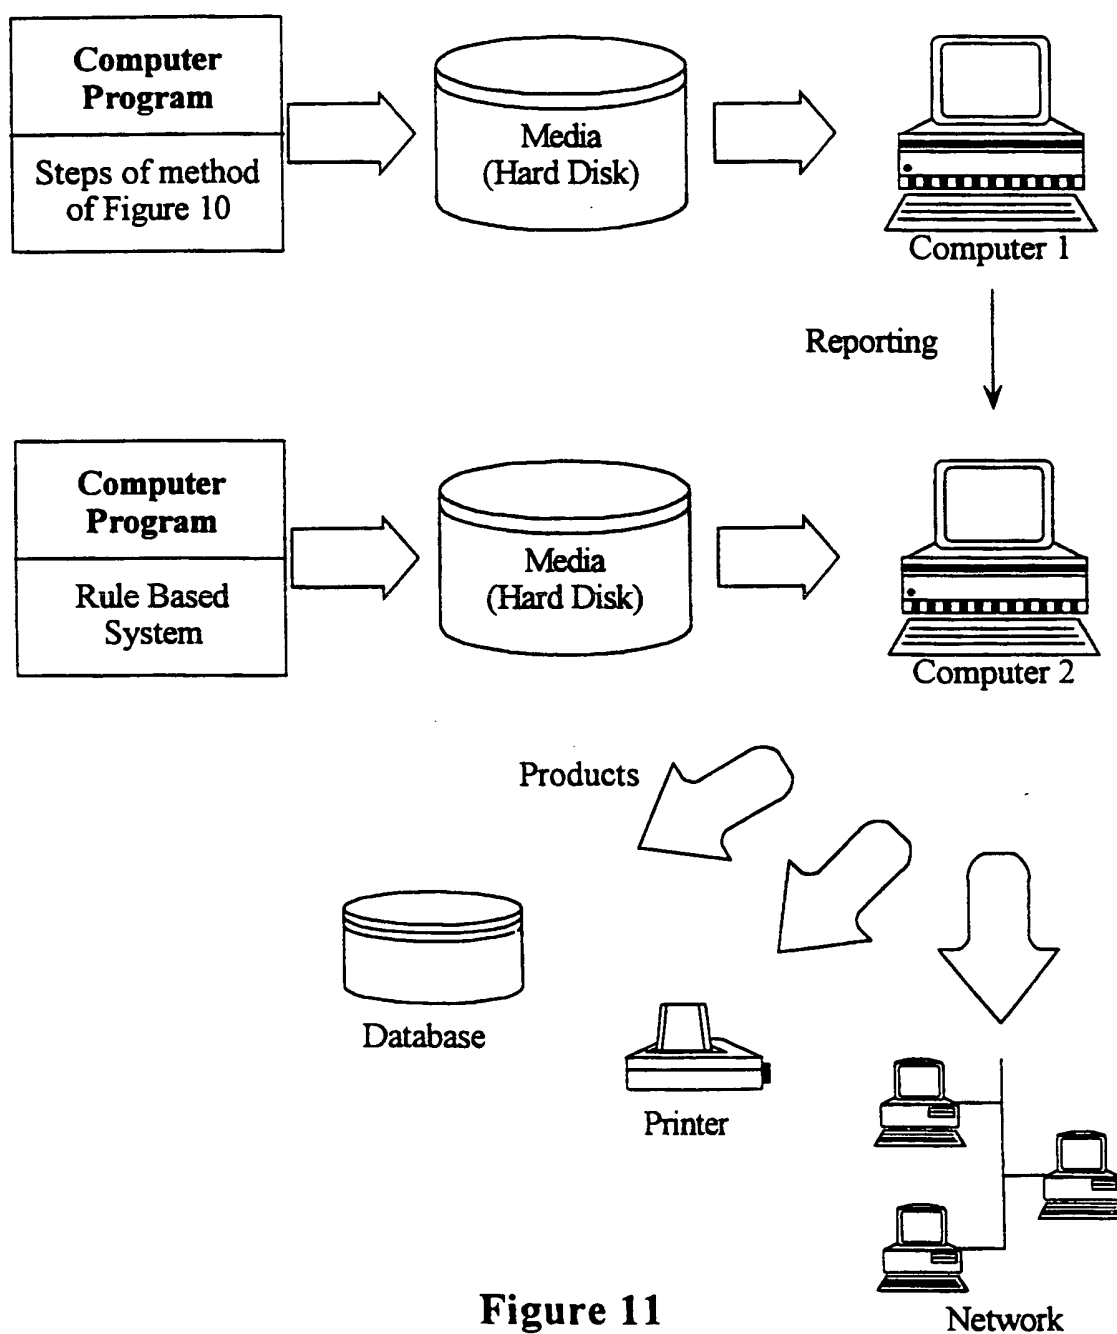 Computer
Program
Steps of method
of Figure 10
Media
(Hard Disk)
Computer 1
Reporting
Computer
Program
Rule Based
System
Media
(Hard Disk)
Computer 2
Products
Database
Printer
Network
Figure 11